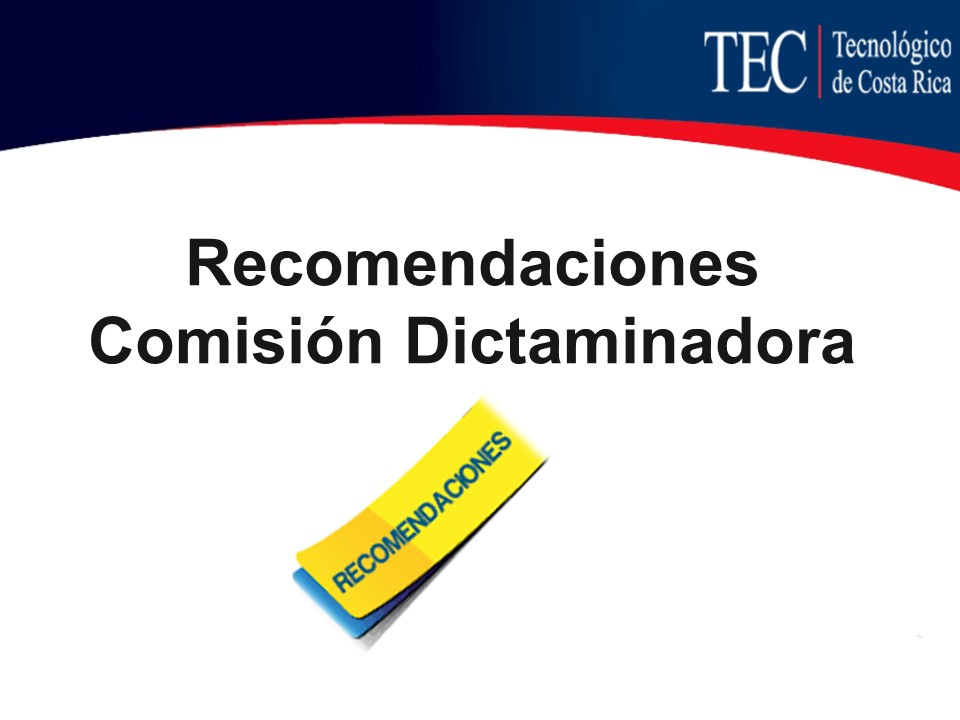 TEC
Tecnológico
de Costa Rica
Recomendaciones
Comisión Dictaminadora
RECOMENDACIONES